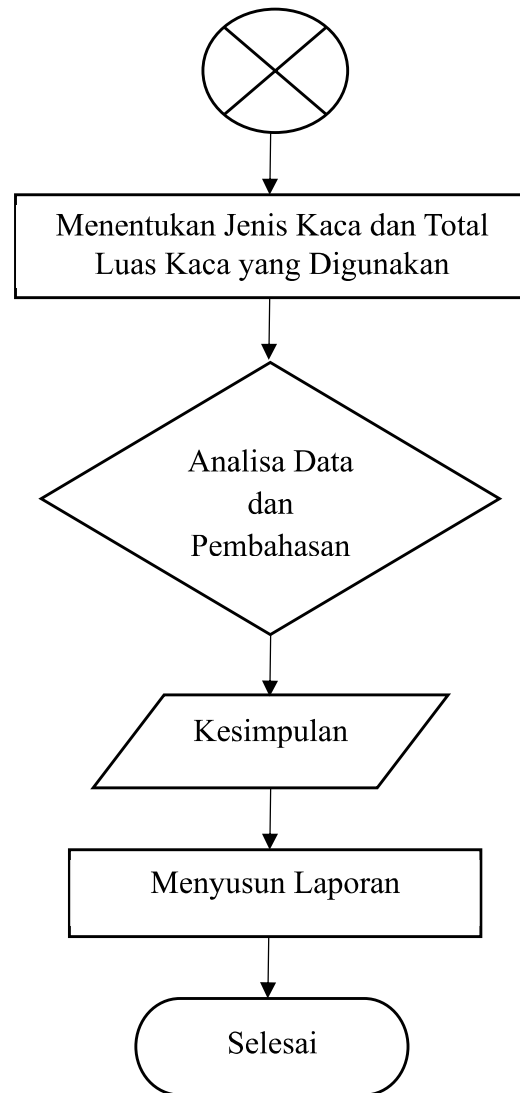 Menentukan Jenis Kaca dan Total
Luas Kaca yang Digunakan
Analisa Data
dan
Pembahasan
Kesimpulan
Menyusun Laporan
Selesai